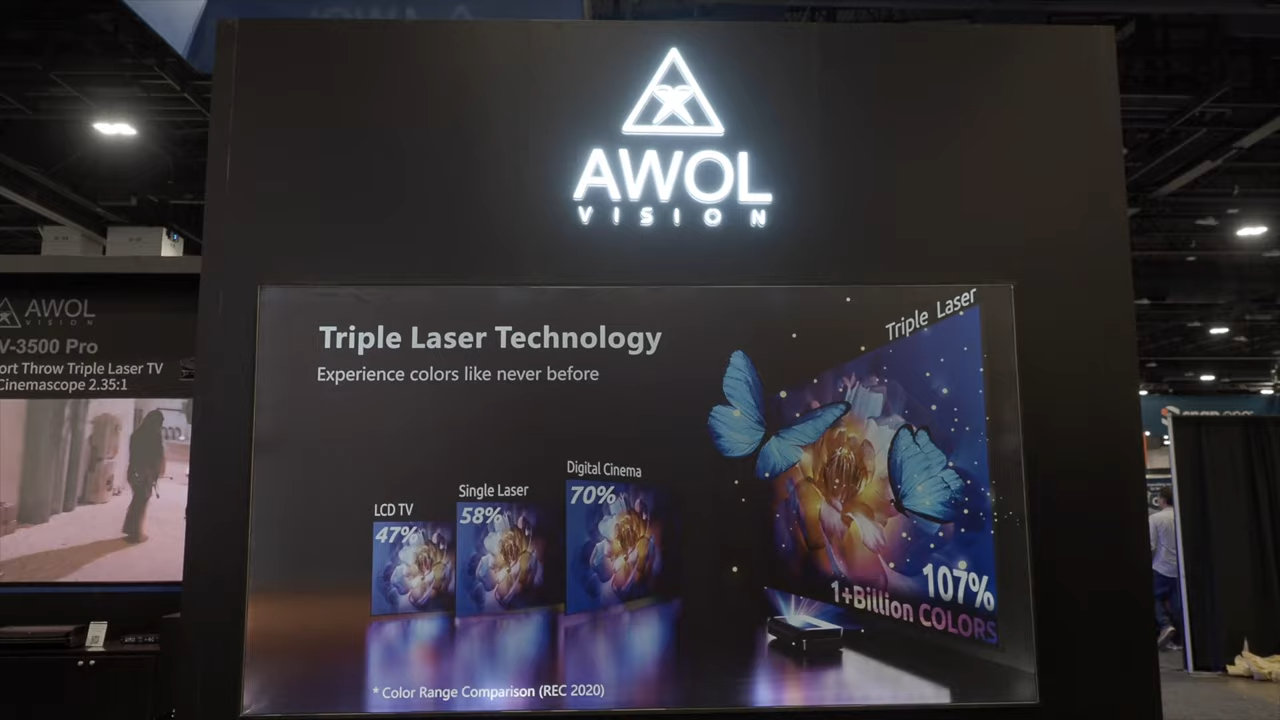 AWOL
VISION
AWOL
VISION
V-3500 Pro
ort Throw Triple Laser TV
Cinemascope 2.35:1
Triple Laser Technology
Experience colors like never before
LCD TV
47%
Single Laser
58%
Digital Cinema
70%
Triple Laser
107%
1+Billion COLORS
* Color Range Comparison (REC 2020)